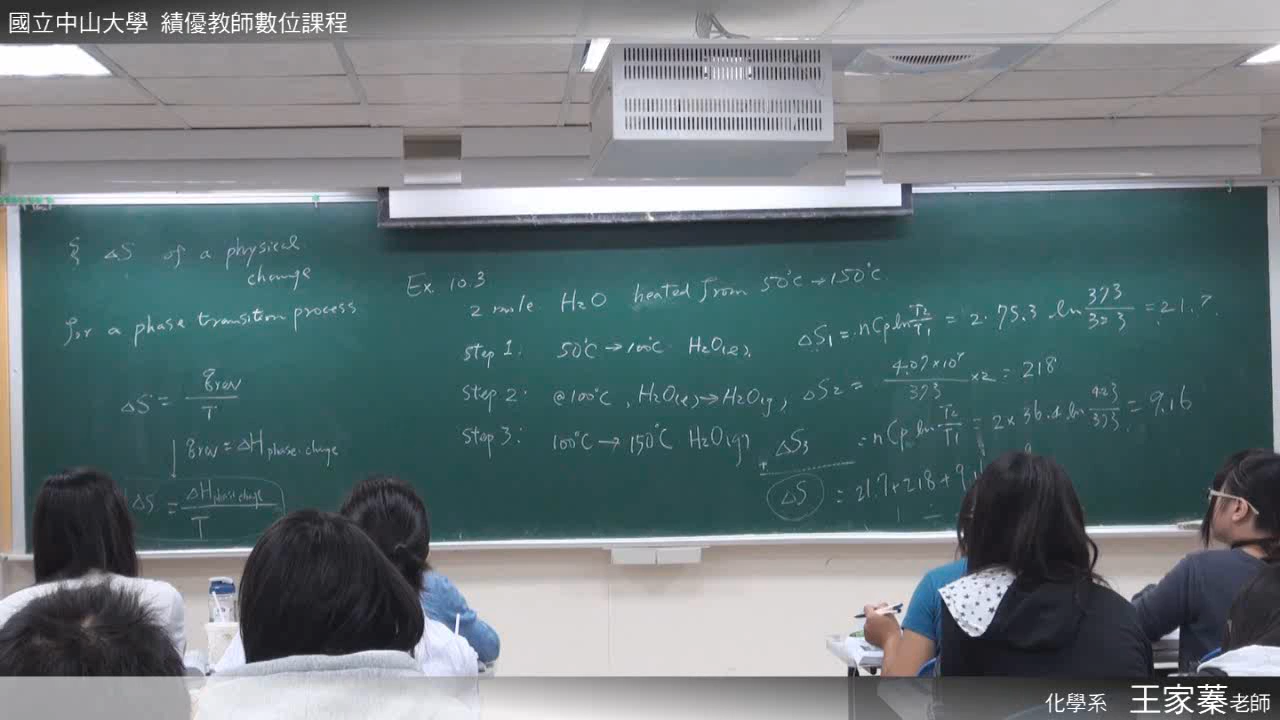 國立中山大學 績優教師數位課程
§ ΔS of a physical
change
for a phase transition process
ΔS = qrev / T
qrev = ΔH phase change
ΔS = ΔH phase change / T
Ex. 10.3
2 mole H2O heated from 50°C → 150°C
step 1: 50°C → 100°C H2O(l), ΔS1 = nCp ln T2/T1 = 2·75.3·ln 373/323 = 21.7
step 2: @100°C, H2O(l) → H2O(g), ΔS2 = 4.07×10⁴/373 ×2 = 218
step 3: 100°C → 150°C H2O(g) ΔS3 = nCp ln T2/T1 = 2×36.4 ln 423/373 = 9.16
+
ΔS = 21.7+218+9.1
化學系 王家蓁老師